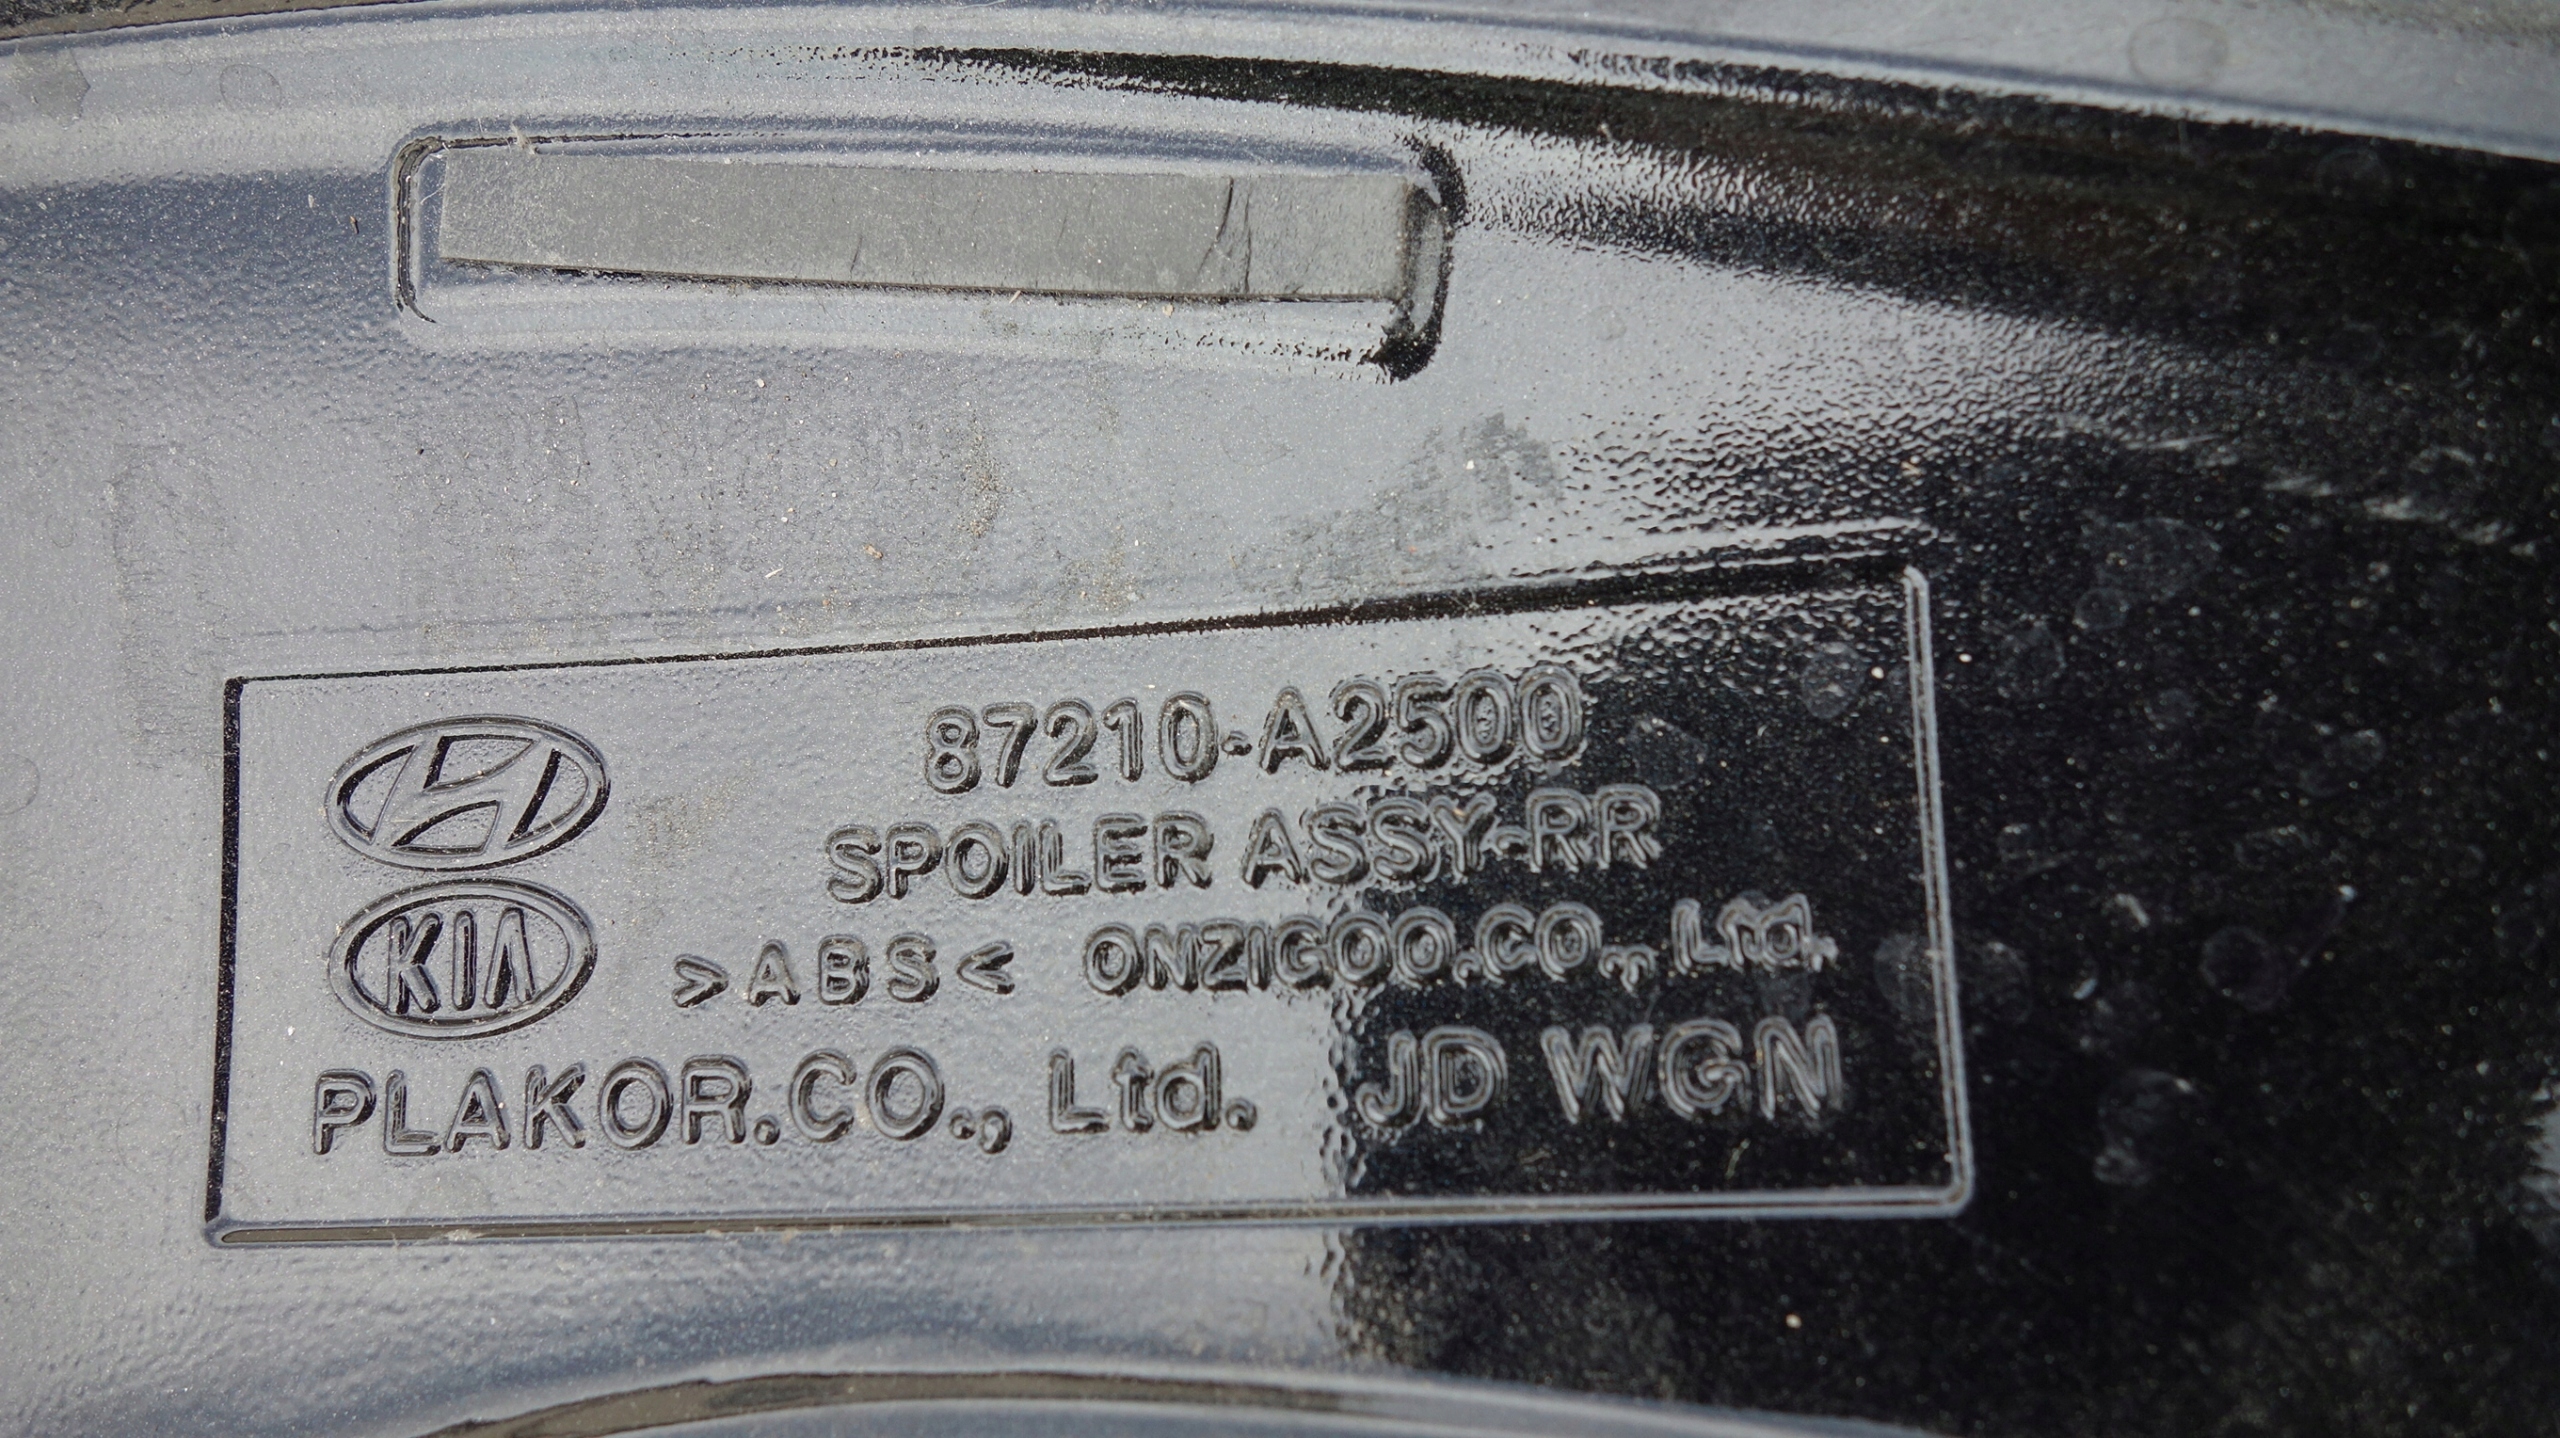 87210-A2500
SPOILER ASSY-RR
KIA >ABS< ONZIGOO.CO., Ltd.
PLAKOR.CO., Ltd. JD WGN